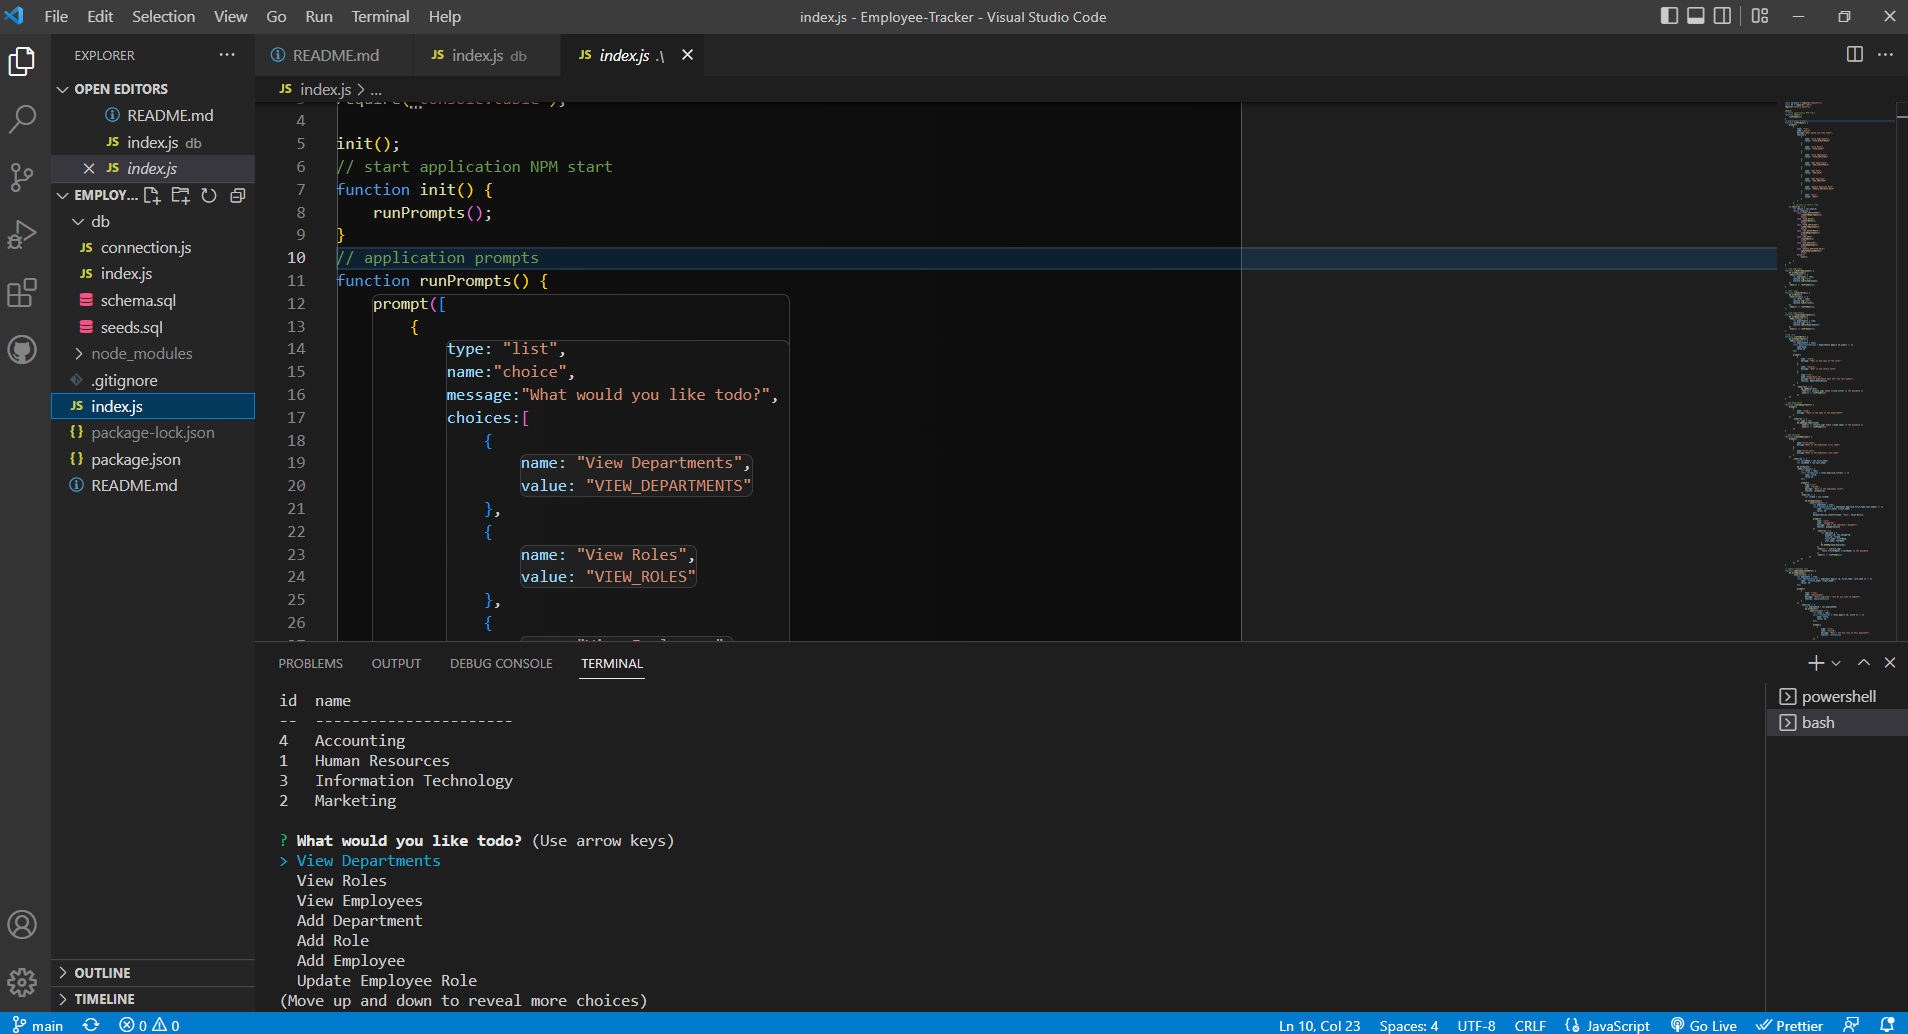 File Edit Selection View Go Run Terminal Help
index.js - Employee-Tracker - Visual Studio Code
EXPLORER
OPEN EDITORS
README.md
JS index.js db
JS index.js
EMPLOY...
db
JS connection.js
JS index.js
schema.sql
seeds.sql
node_modules
.gitignore
JS index.js
{} package-lock.json
{} package.json
README.md
OUTLINE
TIMELINE
README.md
JS index.js db
JS index.js .\
JS index.js > ...
4
5 init();
6 // start application NPM start
7 function init() {
8 runPrompts();
9 }
10 // application prompts
11 function runPrompts() {
12 prompt([
13 {
14 type: "list",
15 name:"choice",
16 message:"What would you like todo?",
17 choices:[
18 {
19 name: "View Departments",
20 value: "VIEW_DEPARTMENTS"
21 },
22 {
23 name: "View Roles",
24 value: "VIEW_ROLES"
25 },
26 {
PROBLEMS OUTPUT DEBUG CONSOLE TERMINAL
id name
-- ----------------------
4 Accounting
1 Human Resources
3 Information Technology
2 Marketing
? What would you like todo? (Use arrow keys)
> View Departments
View Roles
View Employees
Add Department
Add Role
Add Employee
Update Employee Role
(Move up and down to reveal more choices)
powershell
bash
main 0 0 Ln 10, Col 23 Spaces: 4 UTF-8 CRLF {} JavaScript Go Live Prettier